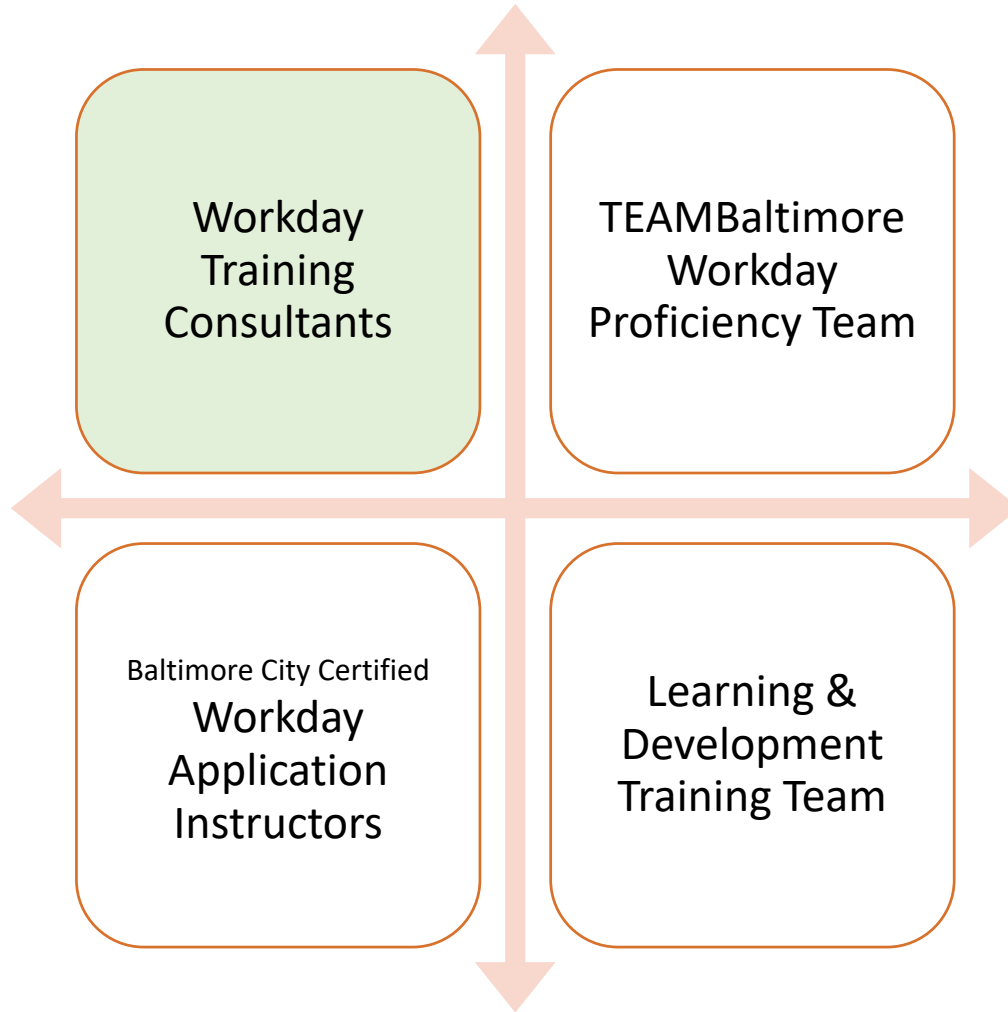 Workday
Training
Consultants
TEAMBaltimore
Workday
Proficiency Team
Baltimore City Certified
Workday
Application
Instructors
Learning &
Development
Training Team